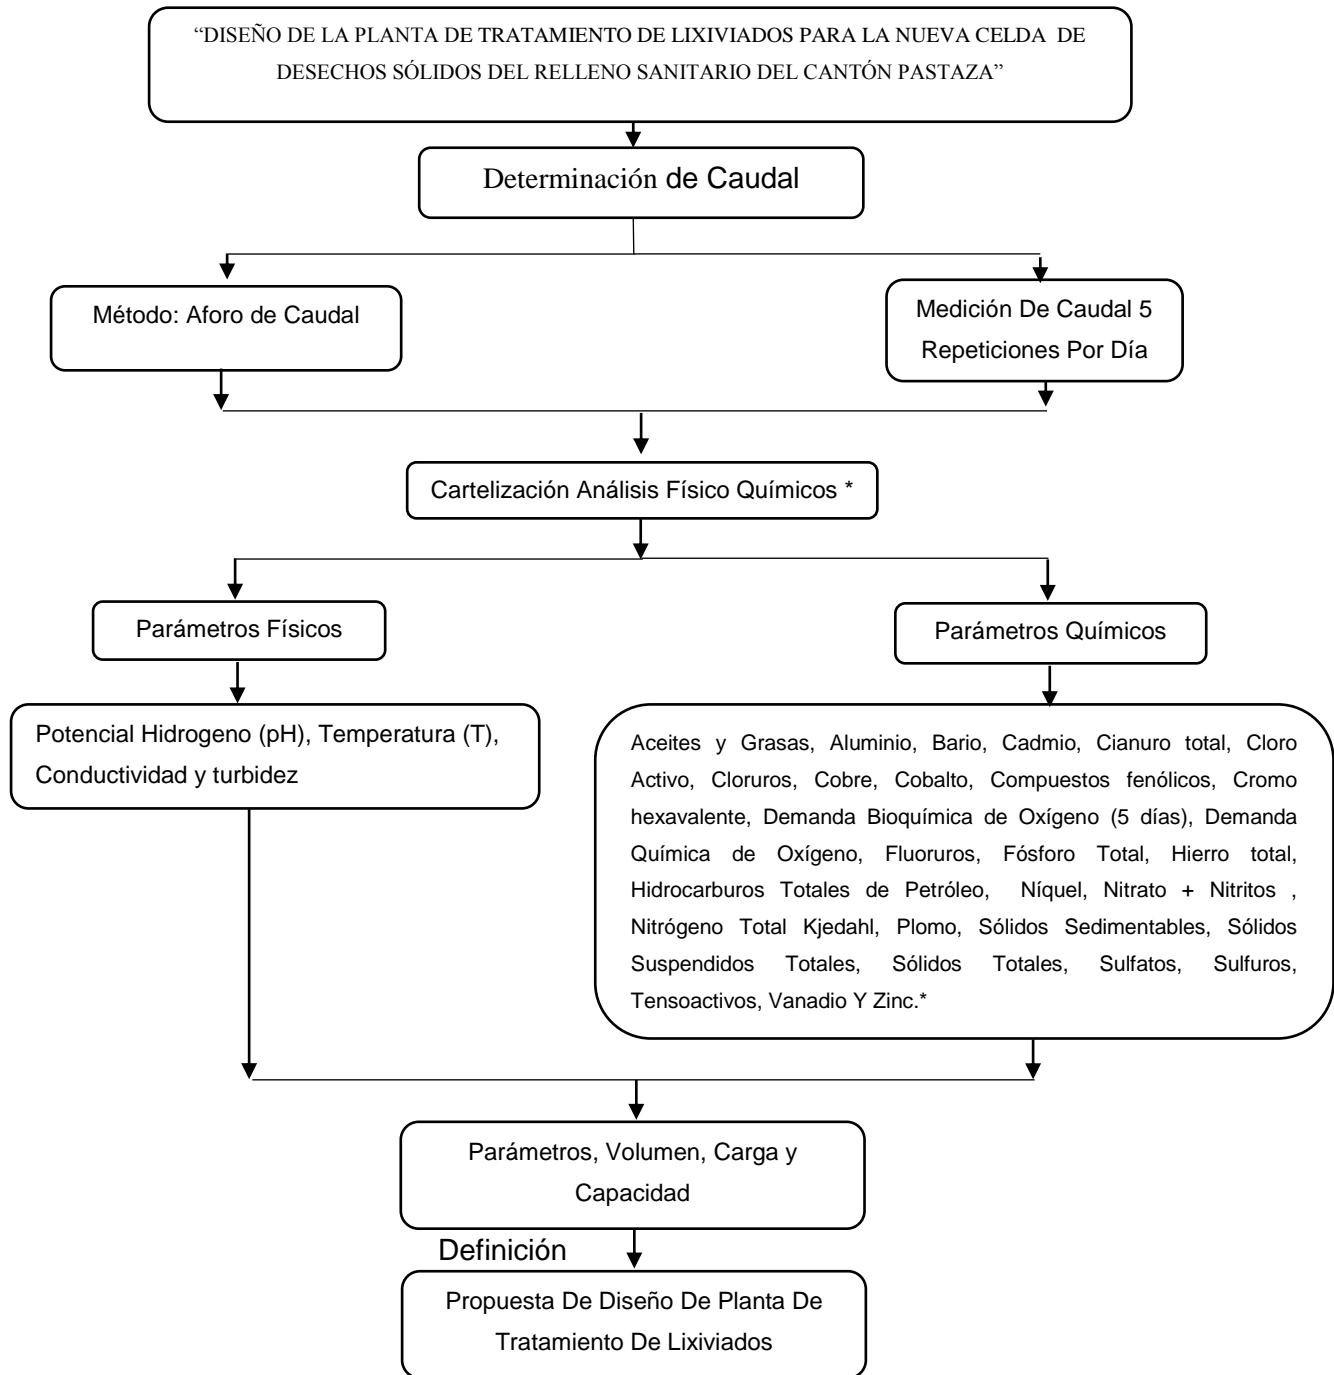 “DISEÑO DE LA PLANTA DE TRATAMIENTO DE LIXIVIADOS PARA LA NUEVA CELDA DE
DESECHOS SÓLIDOS DEL RELLENO SANITARIO DEL CANTÓN PASTAZA”
Determinación de Caudal
Método: Aforo de Caudal
Medición De Caudal 5
Repeticiones Por Día
Cartelización Análisis Físico Químicos *
Parámetros Físicos
Parámetros Químicos
Potencial Hidrogeno (pH), Temperatura (T),
Conductividad y turbidez
Aceites y Grasas, Aluminio, Bario, Cadmio, Cianuro total, Cloro
Activo, Cloruros, Cobre, Cobalto, Compuestos fenólicos, Cromo
hexavalente, Demanda Bioquímica de Oxígeno (5 días), Demanda
Química de Oxígeno, Fluoruros, Fósforo Total, Hierro total,
Hidrocarburos Totales de Petróleo, Níquel, Nitrato + Nitritos ,
Nitrógeno Total Kjedahl, Plomo, Sólidos Sedimentables, Sólidos
Suspendidos Totales, Sólidos Totales, Sulfatos, Sulfuros,
Tensoactivos, Vanadio Y Zinc.*
Parámetros, Volumen, Carga y
Capacidad
Definición
Propuesta De Diseño De Planta De
Tratamiento De Lixiviados